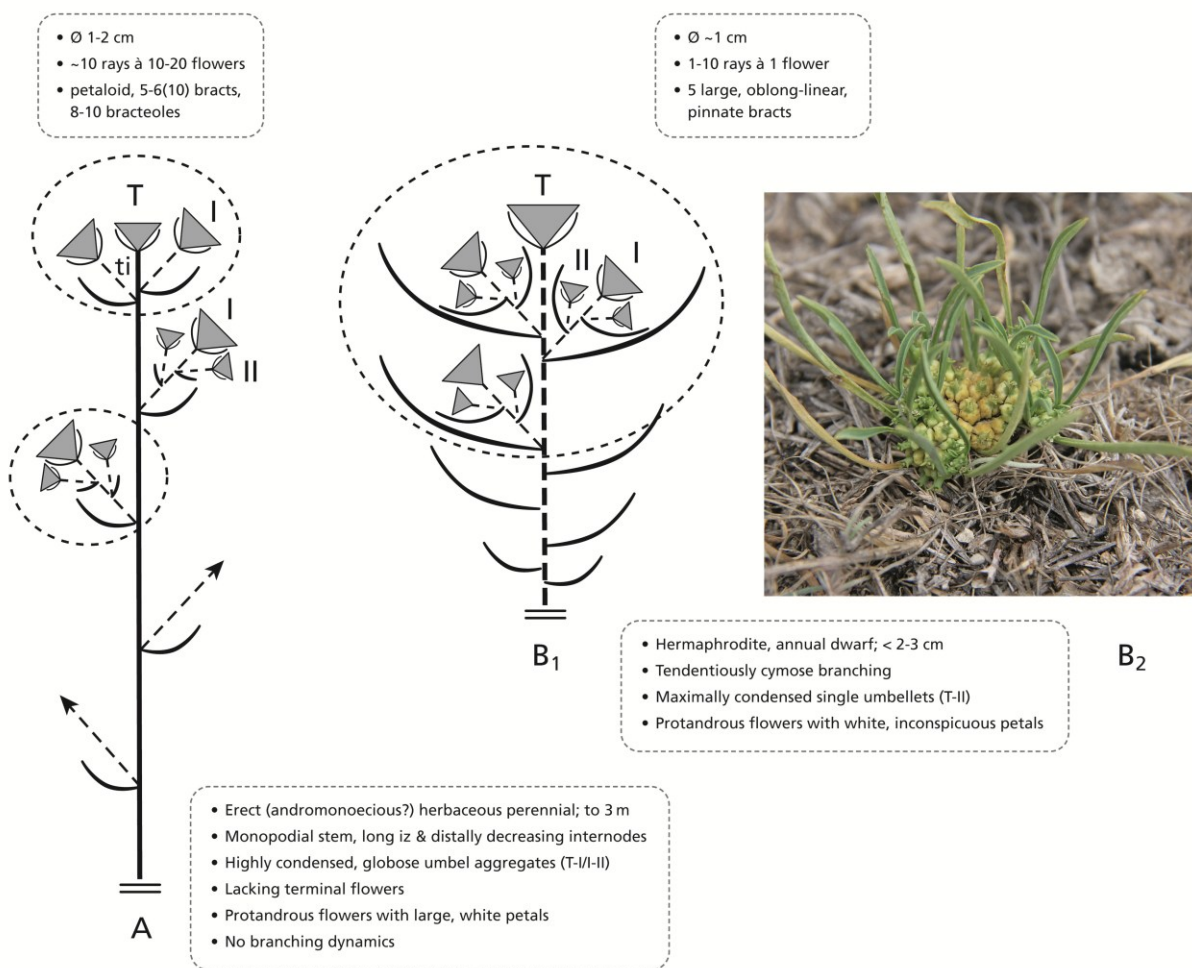 • Ø 1-2 cm
• ~10 rays à 10-20 flowers
• petaloid, 5-6(10) bracts,
8-10 bracteoles
• Ø ~1 cm
• 1-10 rays à 1 flower
• 5 large, oblong-linear,
pinnate bracts
T
I
ti
I
II
T
II
I
B₁
B₂
• Hermaphrodite, annual dwarf; < 2-3 cm
• Tendentiously cymose branching
• Maximally condensed single umbellets (T-II)
• Protandrous flowers with white, inconspicuous petals
• Erect (andromonoecious?) herbaceous perennial; to 3 m
• Monopodial stem, long iz & distally decreasing internodes
• Highly condensed, globose umbel aggregates (T-I/I-II)
• Lacking terminal flowers
• Protandrous flowers with large, white petals
• No branching dynamics
A